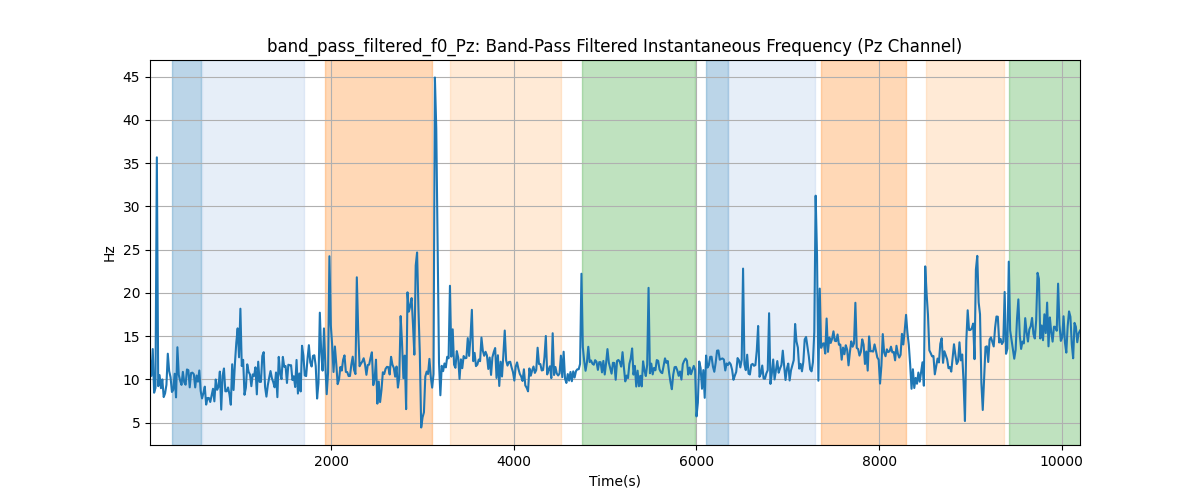 band_pass_filtered_f0_Pz: Band-Pass Filtered Instantaneous Frequency (Pz Channel)
45
40
35
30
25
20
15
10
5
Hz
2000 4000 6000 8000 10000
Time(s)